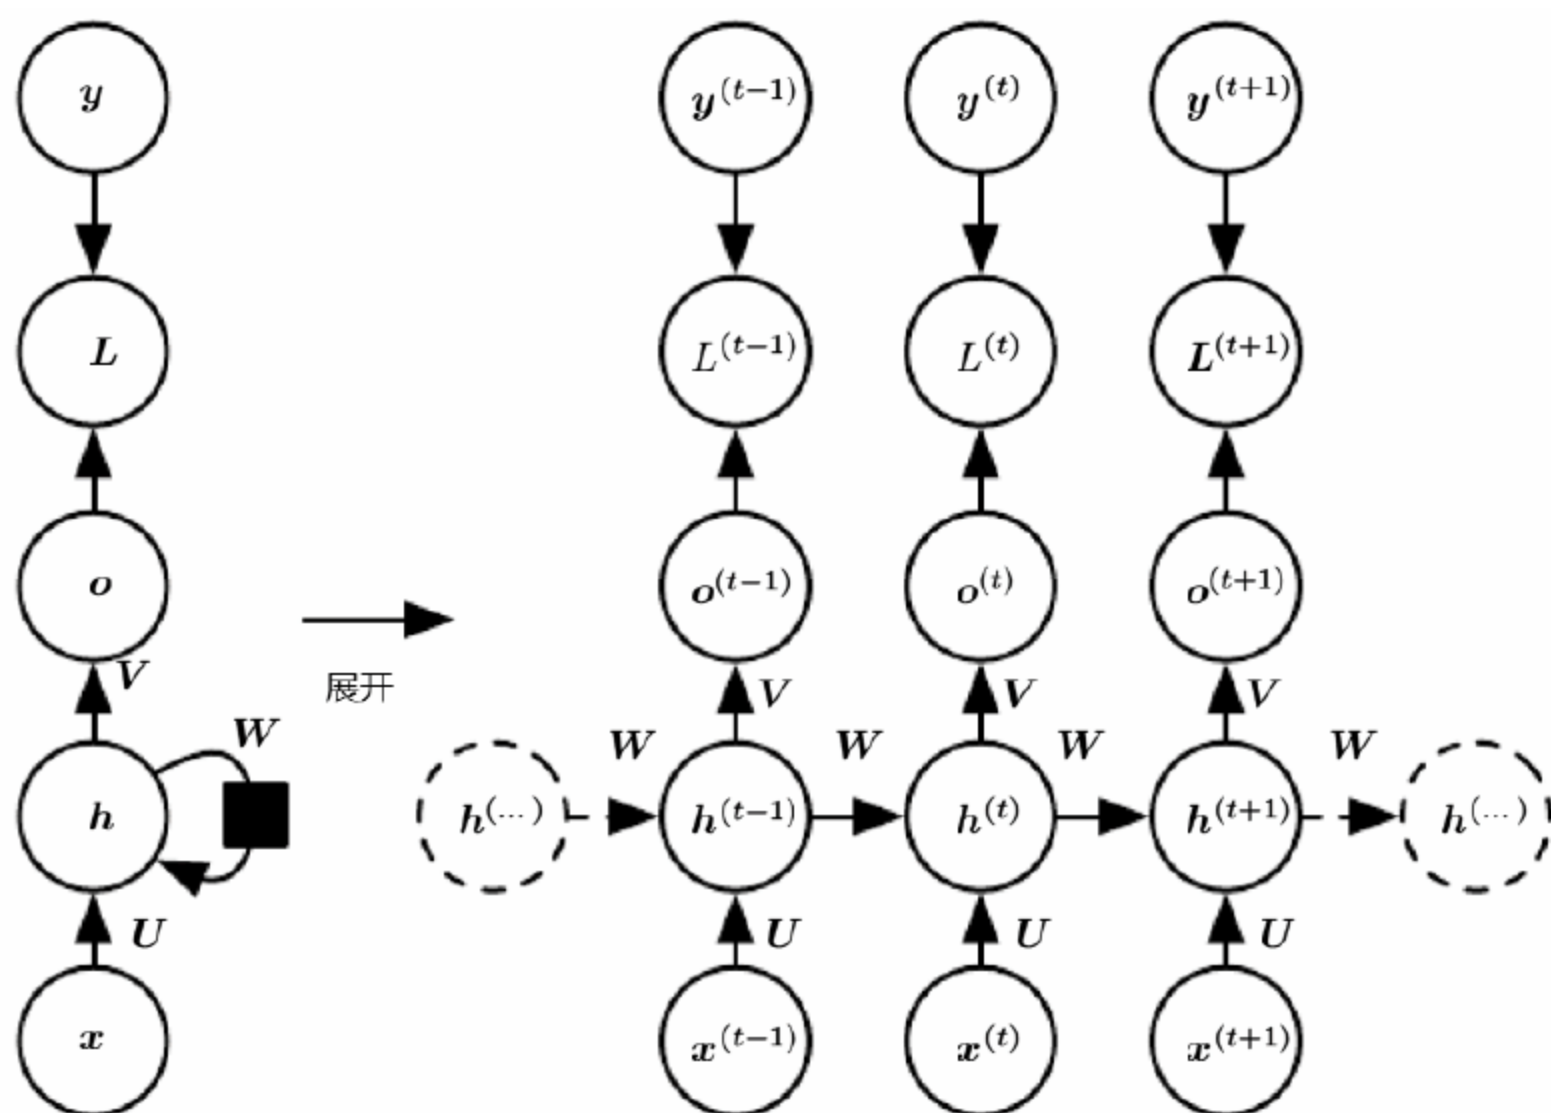 y y^(t−1) y^(t) y^(t+1)
L L^(t−1) L^(t) L^(t+1)
o o^(t−1) o^(t) o^(t+1)
V V V V
展开
W W W W W
h h^(...) h^(t−1) h^(t) h^(t+1) h^(...)
U U U U
x x^(t−1) x^(t) x^(t+1)